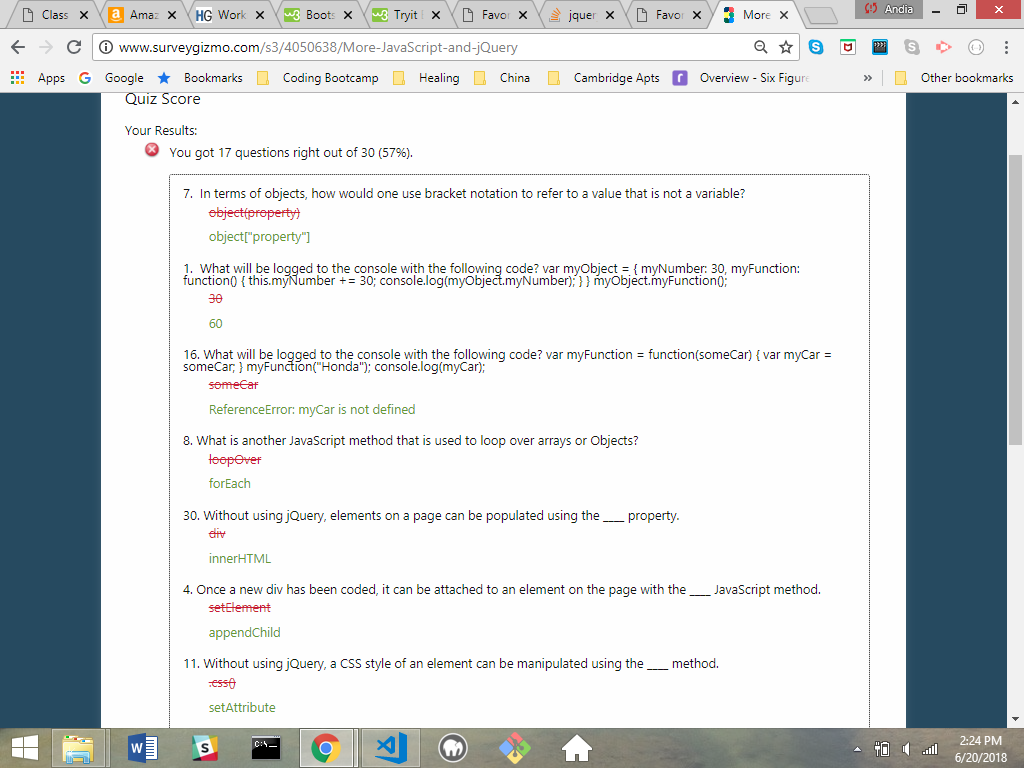 Class
Amaz
HG Work
Boots
Tryit E
Favor
jquer
Favor
More
Andia
www.surveygizmo.com/s3/4050638/More-JavaScript-and-jQuery
Apps
Google
Bookmarks
Coding Bootcamp
Healing
China
Cambridge Apts
r Overview - Six Figure
»
Other bookmarks
Quiz Score
Your Results:
You got 17 questions right out of 30 (57%).
7. In terms of objects, how would one use bracket notation to refer to a value that is not a variable?
object(property)
object["property"]
1. What will be logged to the console with the following code? var myObject = { myNumber: 30, myFunction:
function() { this.myNumber += 30; console.log(myObject.myNumber); } } myObject.myFunction();
30
60
16. What will be logged to the console with the following code? var myFunction = function(someCar) { var myCar =
someCar; } myFunction("Honda"); console.log(myCar);
someCar
ReferenceError: myCar is not defined
8. What is another JavaScript method that is used to loop over arrays or Objects?
loopOver
forEach
30. Without using jQuery, elements on a page can be populated using the ____ property.
div
innerHTML
4. Once a new div has been coded, it can be attached to an element on the page with the ____ JavaScript method.
setElement
appendChild
11. Without using jQuery, a CSS style of an element can be manipulated using the ____ method.
.css()
setAttribute
2:24 PM
6/20/2018